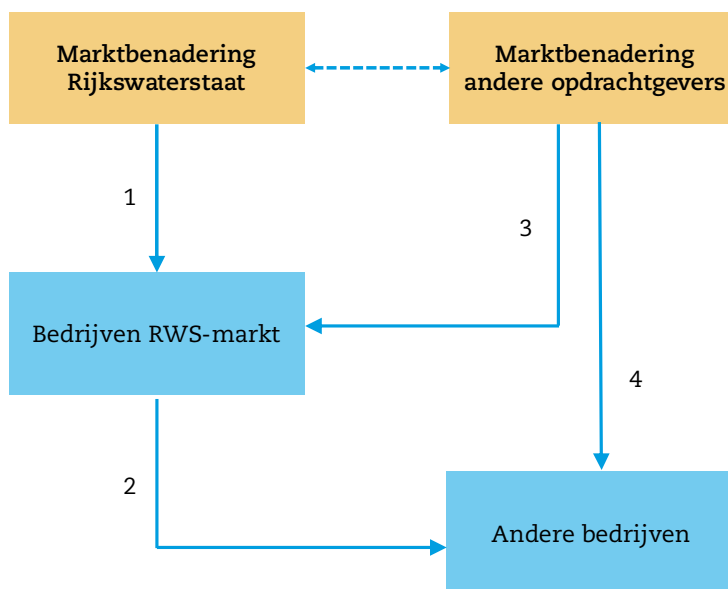 Marktbenadering
Rijkswaterstaat
Marktbenadering
andere opdrachtgevers
1
3
Bedrijven RWS-markt
4
2
Andere bedrijven